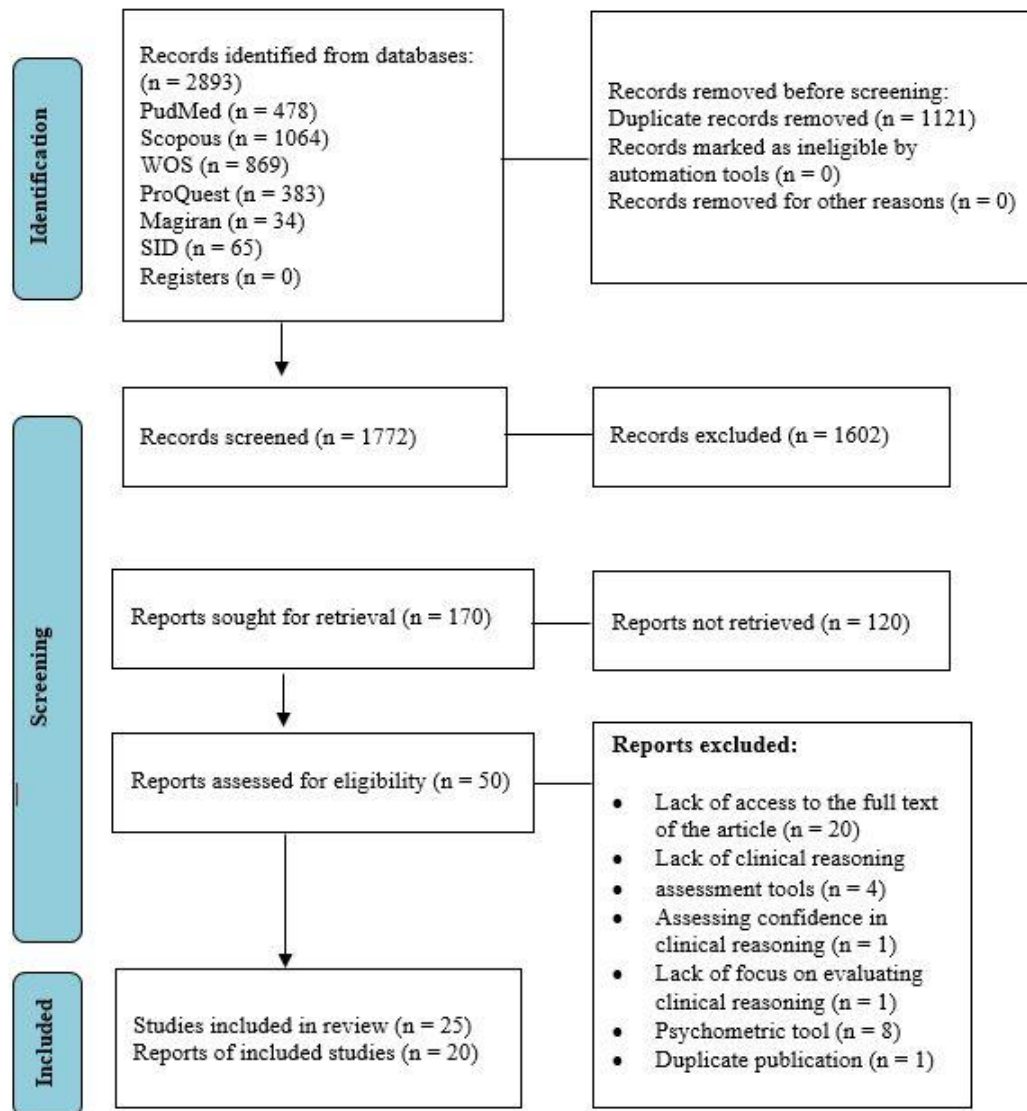 Identification
Records identified from databases:
(n = 2893)
PudMed (n = 478)
Scopous (n = 1064)
WOS (n = 869)
ProQuest (n = 383)
Magiran (n = 34)
SID (n = 65)
Registers (n = 0)
Records removed before screening:
Duplicate records removed (n = 1121)
Records marked as ineligible by
automation tools (n = 0)
Records removed for other reasons (n = 0)
Screening
Records screened (n = 1772)
Records excluded (n = 1602)
Reports sought for retrieval (n = 170)
Reports not retrieved (n = 120)
Reports assessed for eligibility (n = 50)
Reports excluded:
• Lack of access to the full text
of the article (n = 20)
• Lack of clinical reasoning
• assessment tools (n = 4)
• Assessing confidence in
clinical reasoning (n = 1)
• Lack of focus on evaluating
clinical reasoning (n = 1)
• Psychometric tool (n = 8)
• Duplicate publication (n = 1)
Included
Studies included in review (n = 25)
Reports of included studies (n = 20)